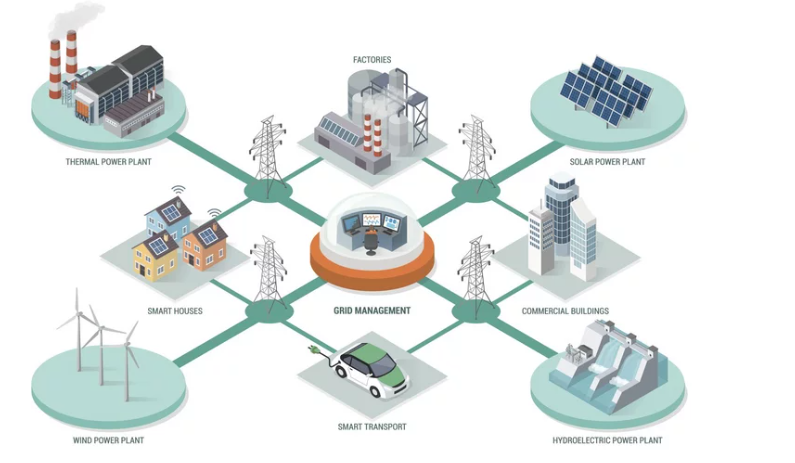 FACTORIES
THERMAL POWER PLANT
SOLAR POWER PLANT
SMART HOUSES
GRID MANAGEMENT
COMMERCIAL BUILDINGS
SMART TRANSPORT
WIND POWER PLANT
HYDROELECTRIC POWER PLANT